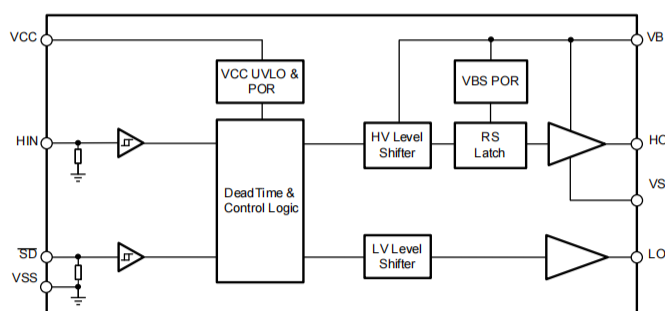 VCC
VB
VCC UVLO &
POR
VBS POR
HIN
HV Level
Shifter
RS
Latch
HO
DeadTime &
Control Logic
VS
SD
LV Level
Shifter
LO
VSS